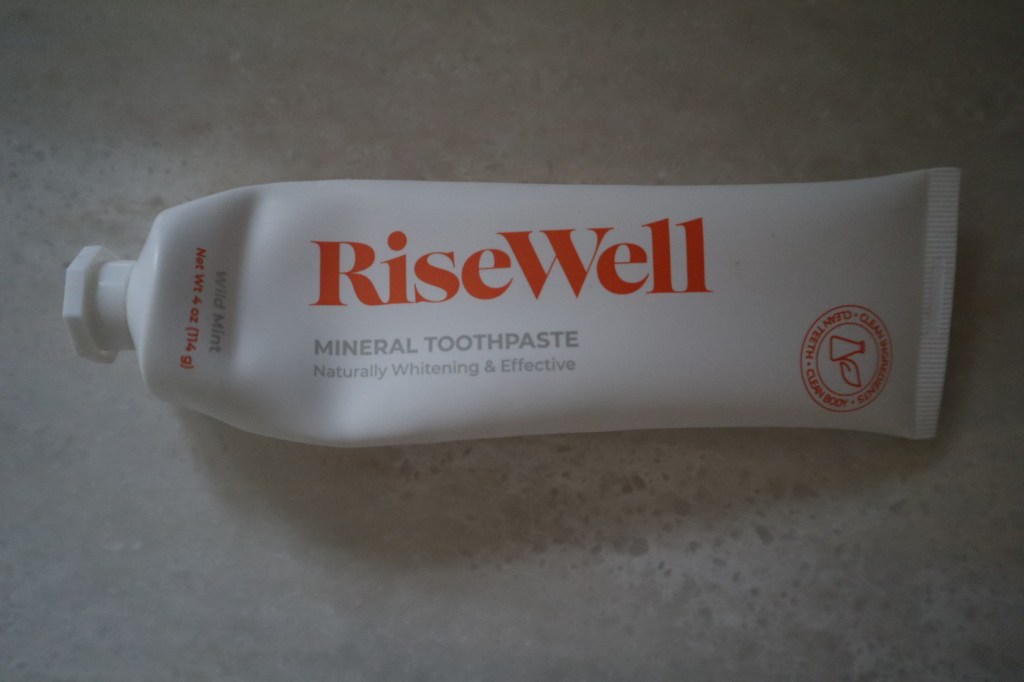 RiseWell
MINERAL TOOTHPASTE
Naturally Whitening & Effective
Wild Mint
Net Wt 4 oz (114 g)
CLEAN TEETH • CLEAN INGREDIENTS • CLEAN BODY •